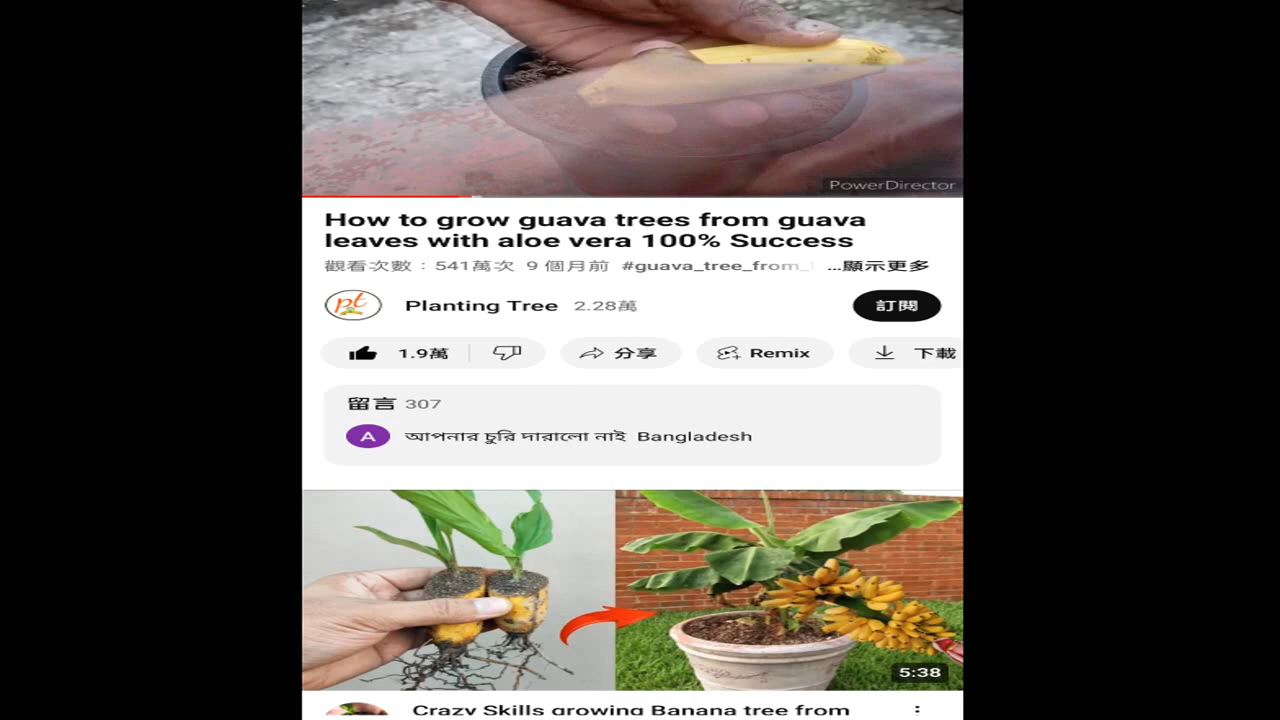 PowerDirector
How to grow guava trees from guava
leaves with aloe vera 100% Success
觀看次數：541萬次 9 個月前 #guava_tree_from_ ...顯示更多
pt
Planting Tree 2.28萬
訂閱
1.9萬 分享 Remix 下載
留言 307
A আপনার চুরি দারালো নাই Bangladesh
5:38
Crazy Skills growing Banana tree from